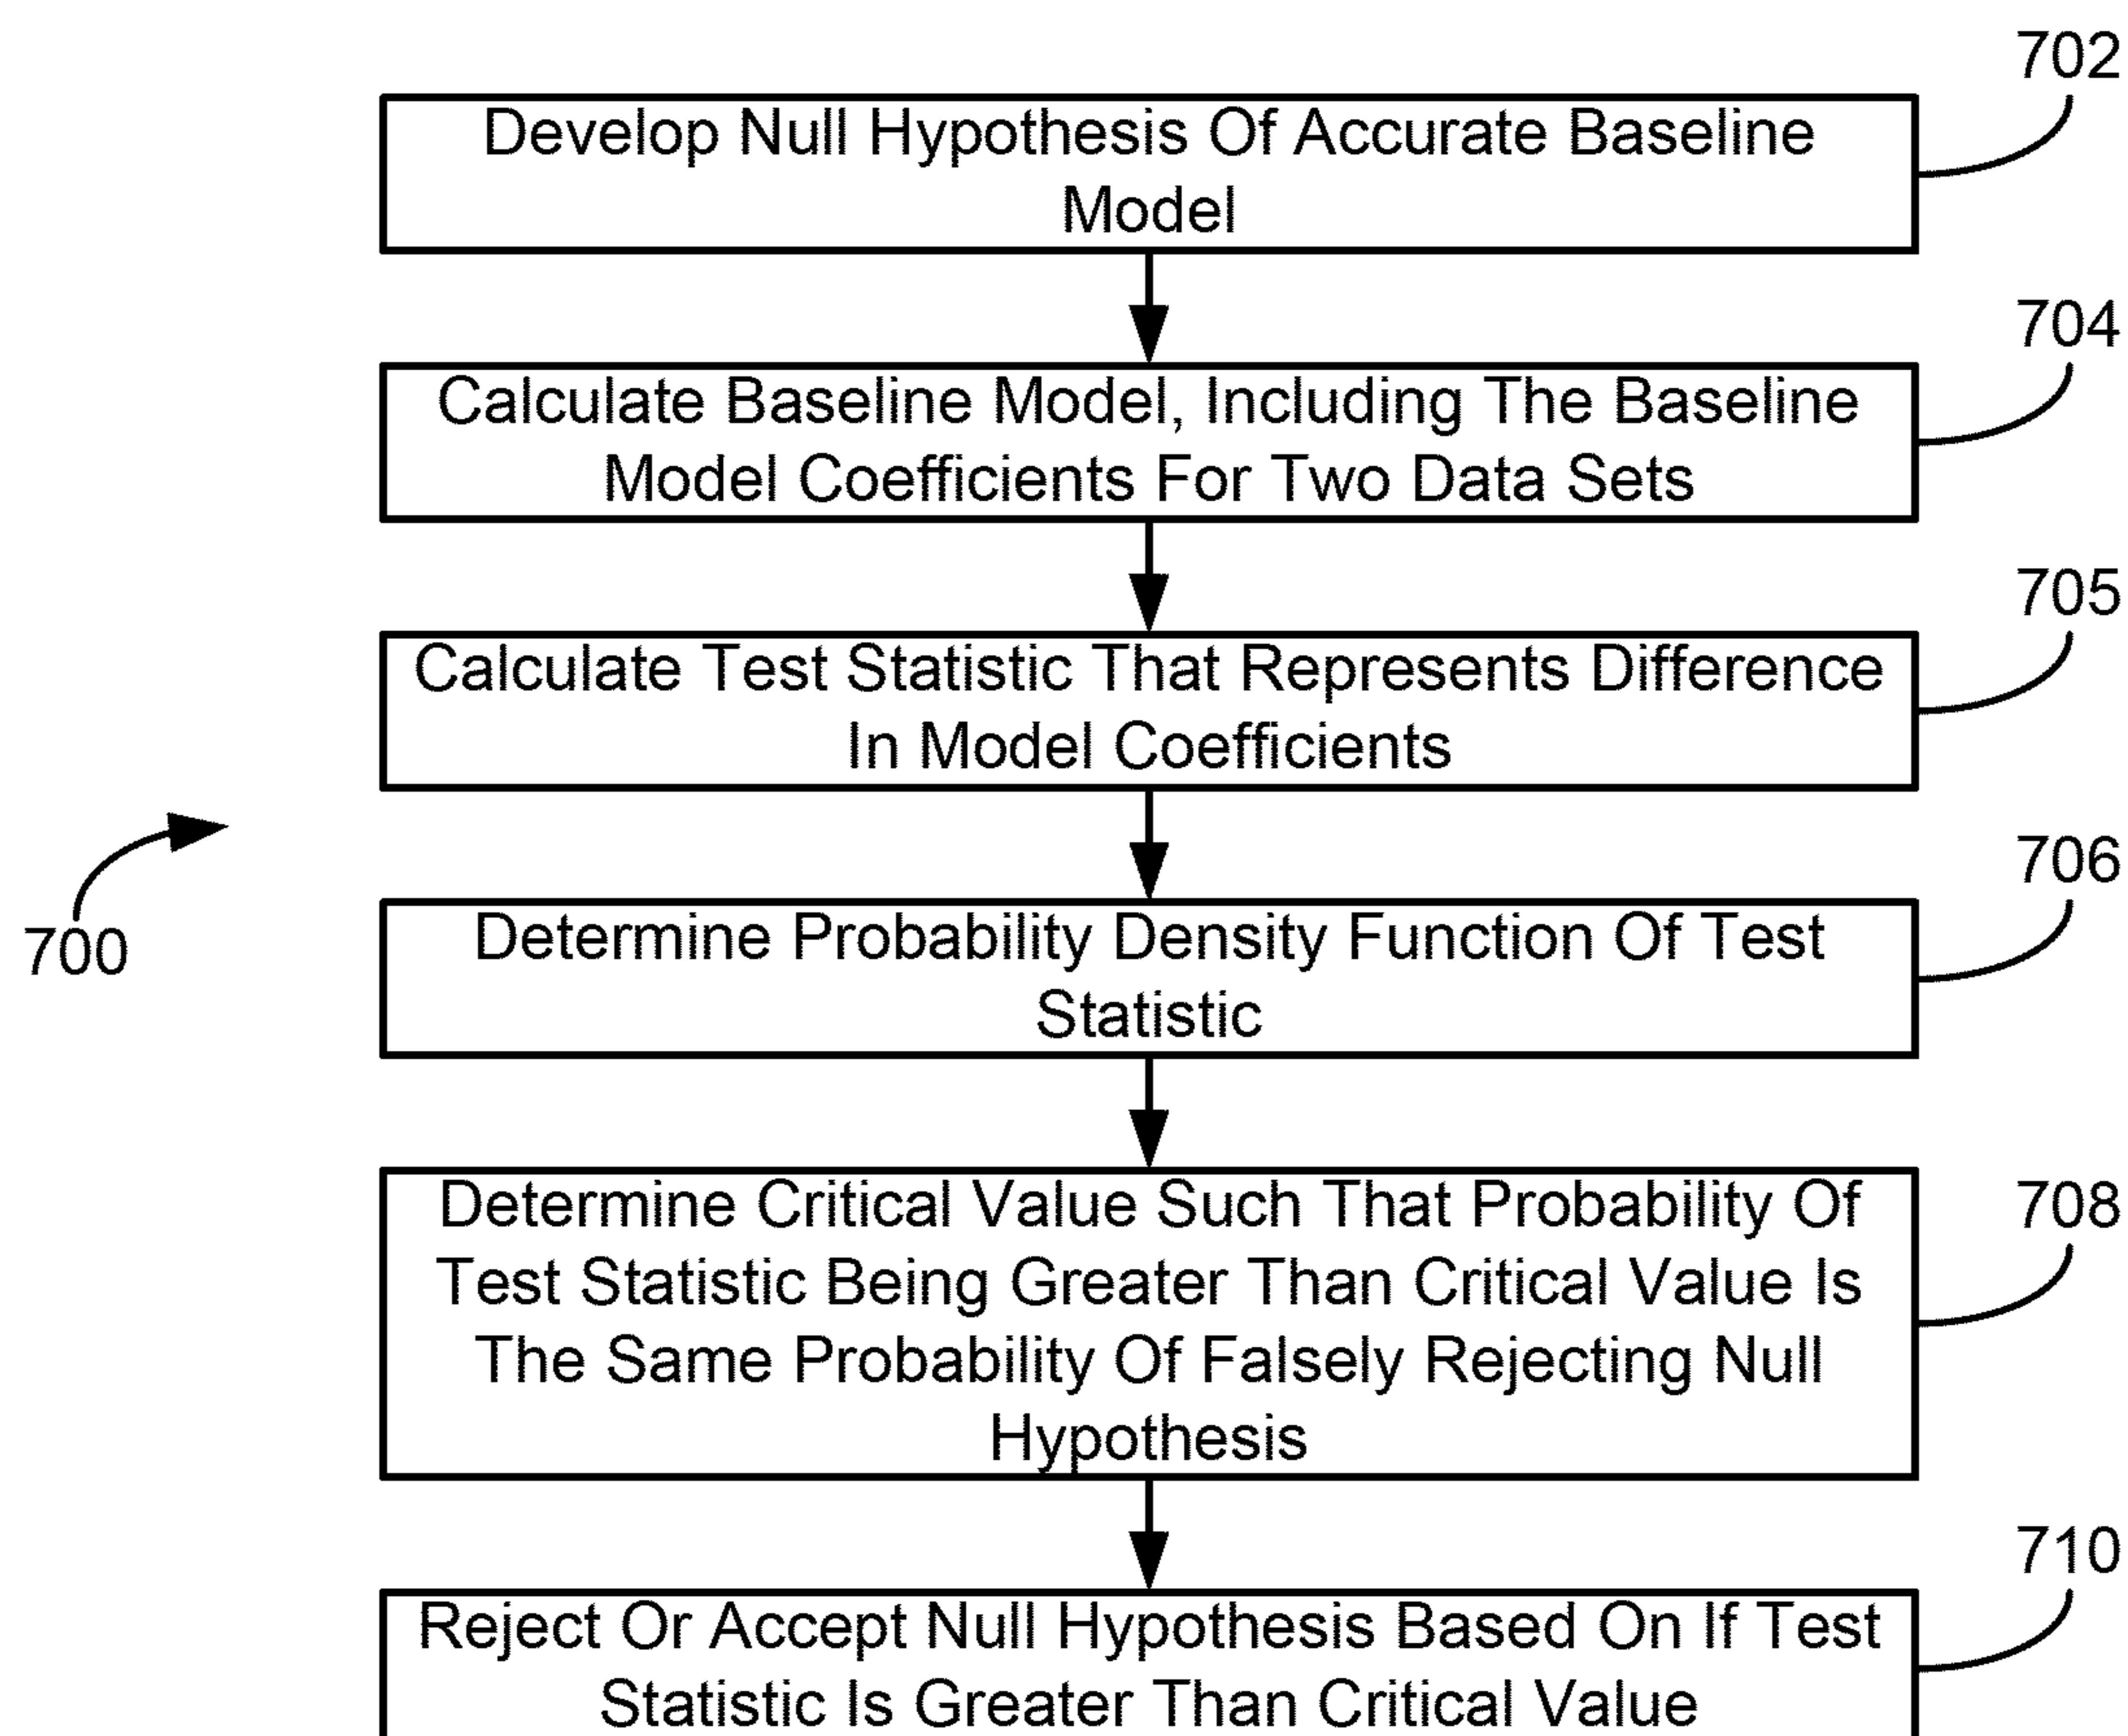 702
Develop Null Hypothesis Of Accurate Baseline
Model
704
Calculate Baseline Model, Including The Baseline
Model Coefficients For Two Data Sets
705
Calculate Test Statistic That Represents Difference
In Model Coefficients
700
706
Determine Probability Density Function Of Test
Statistic
708
Determine Critical Value Such That Probability Of
Test Statistic Being Greater Than Critical Value Is
The Same Probability Of Falsely Rejecting Null
Hypothesis
710
Reject Or Accept Null Hypothesis Based On If Test
Statistic Is Greater Than Critical Value